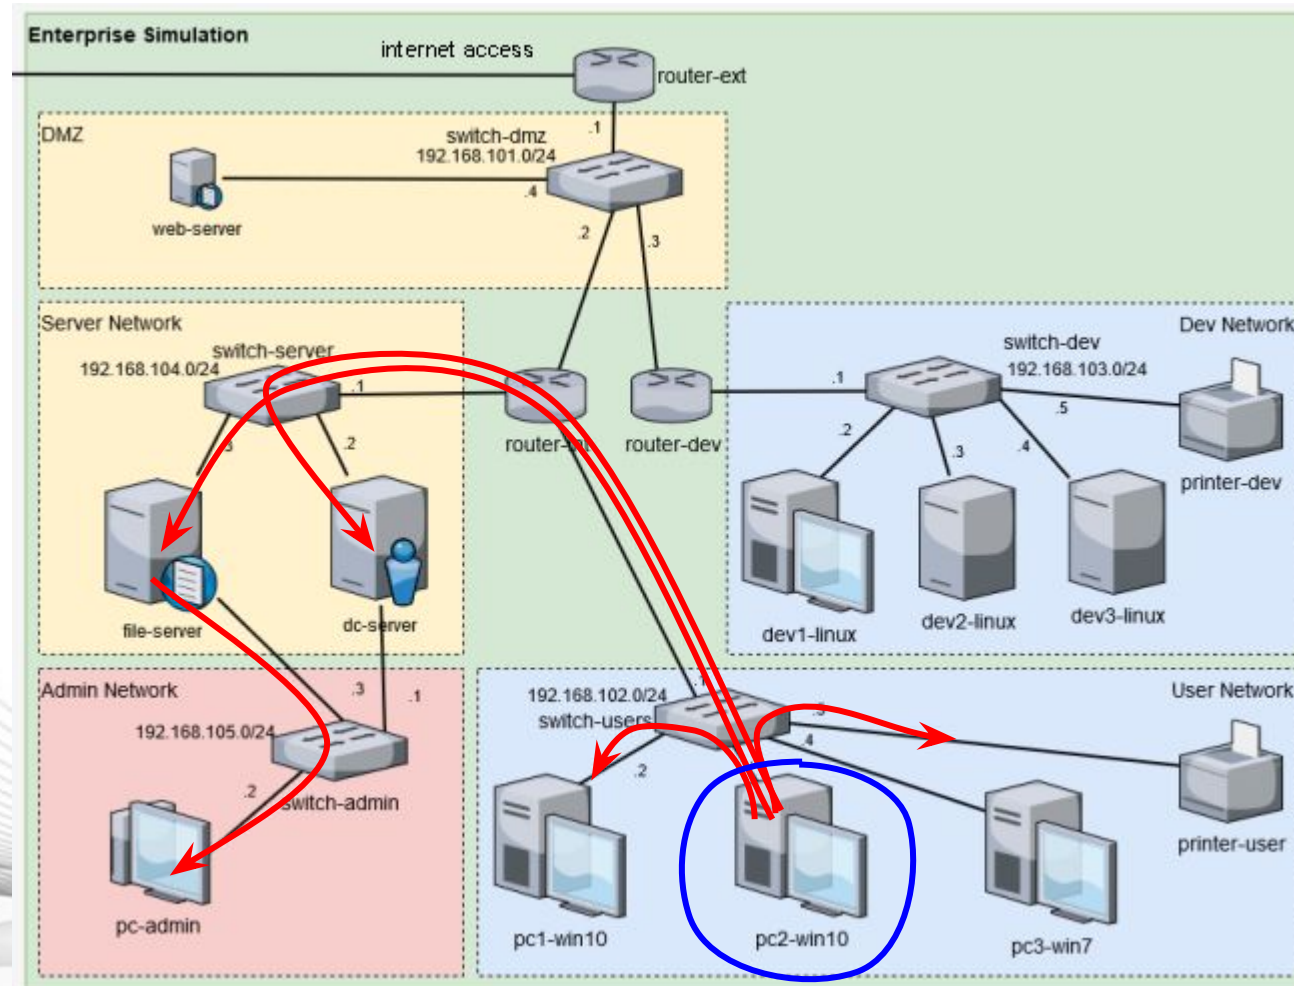 Enterprise Simulation
internet access
router-ext
.1
DMZ
switch-dmz
192.168.101.0/24
.4
web-server
.2
.3
Server Network
switch-server
192.168.104.0/24
.1
.2
file-server
dc-server
router-dev
Dev Network
switch-dev
192.168.103.0/24
.1
.5
.2
.3
.4
printer-dev
dev1-linux
dev2-linux
dev3-linux
Admin Network
.3
.1
192.168.105.0/24
.2
switch-admin
pc-admin
User Network
192.168.102.0/24
switch-users
.2
.4
printer-user
pc1-win10
pc2-win10
pc3-win7